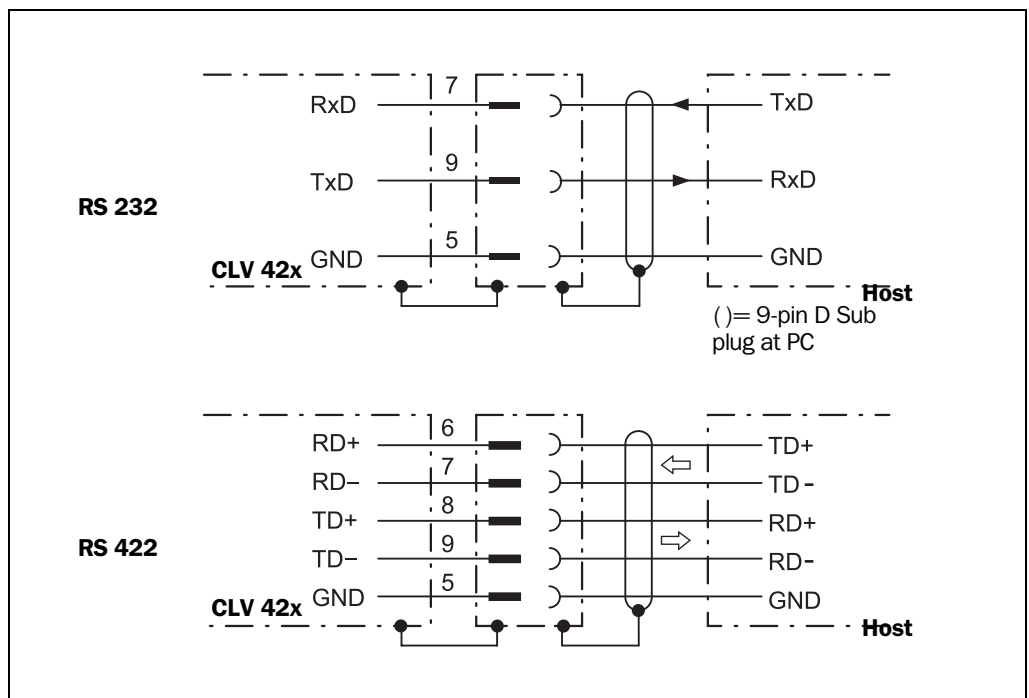 7
RxD TxD
9
TxD RxD
RS 232
5
GND GND
CLV 42x
Host
( )= 9-pin D Sub
plug at PC
6
RD+ TD+
7
RD– TD-
8
TD+ RD+
RS 422
9
TD– RD-
5
GND GND
CLV 42x
Host